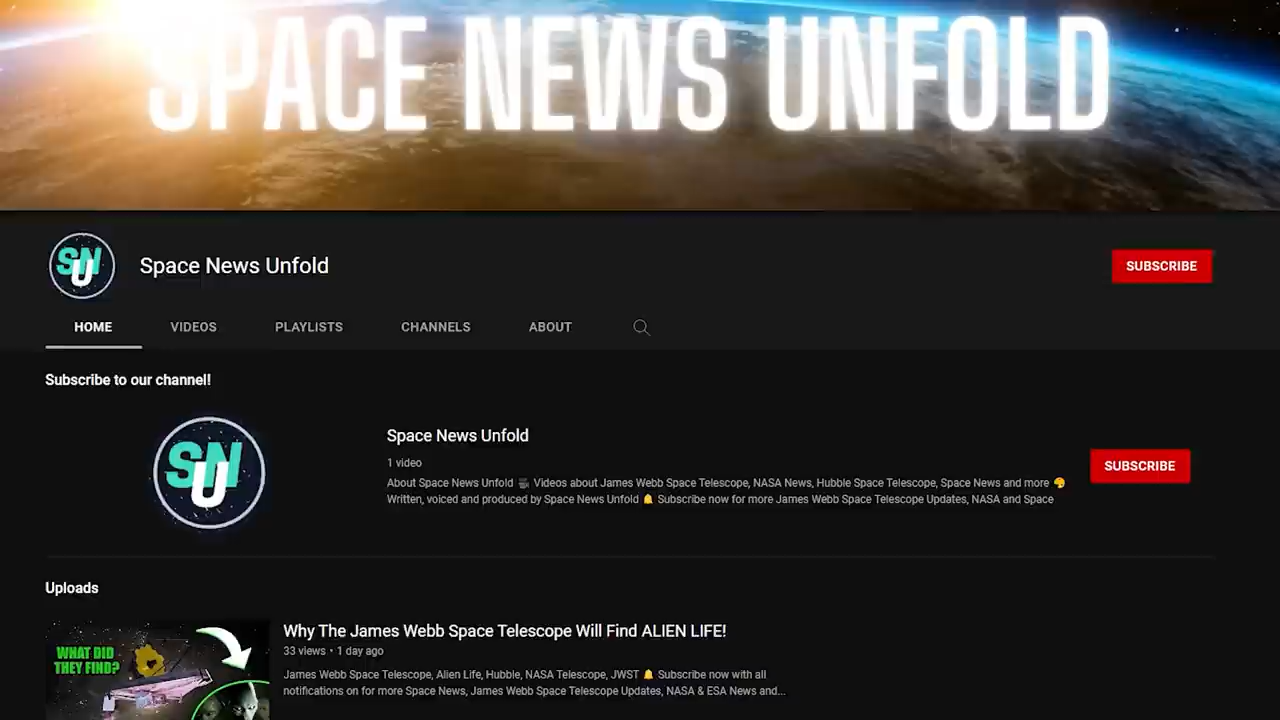 SPACE NEWS UNFOLD
SNU
Space News Unfold
SUBSCRIBE
HOME
VIDEOS
PLAYLISTS
CHANNELS
ABOUT
Subscribe to our channel!
SNU
Space News Unfold
1 video
About Space News Unfold 🎬 Videos about James Webb Space Telescope, NASA News, Hubble Space Telescope, Space News and more
Written, voiced and produced by Space News Unfold 🔔 Subscribe now for more James Webb Space Telescope Updates, NASA and Space
SUBSCRIBE
Uploads
WHAT DID
THEY FIND?
Why The James Webb Space Telescope Will Find ALIEN LIFE!
33 views • 1 day ago
James Webb Space Telescope, Alien Life, Hubble, NASA Telescope, JWST 🔔 Subscribe now with all
notifications on for more Space News, James Webb Space Telescope Updates, NASA & ESA News and...